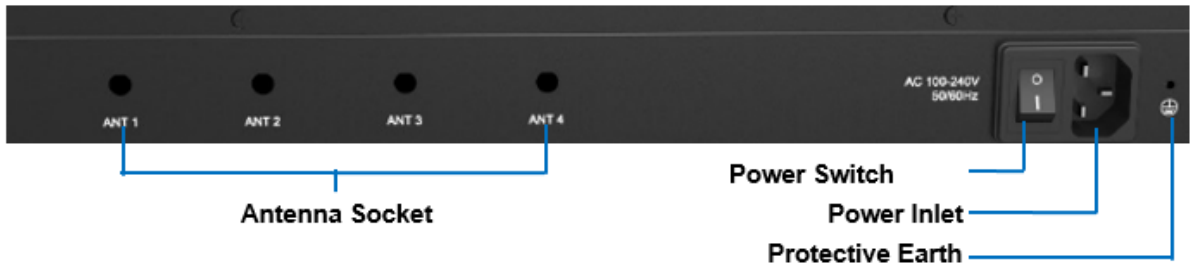 ANT 1
ANT 2
ANT 3
ANT 4
AC 100-240V
50/60Hz
O
I
Power Switch
Antenna Socket
Power Inlet
Protective Earth